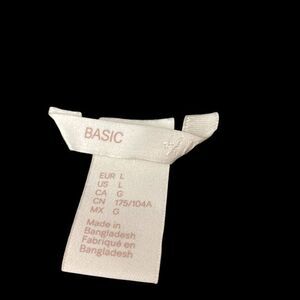 BASIC
EUR L
US L
CA G
CN 175/104A
MX G
Made in
Bangladesh
Fabriqué en
Bangladesh